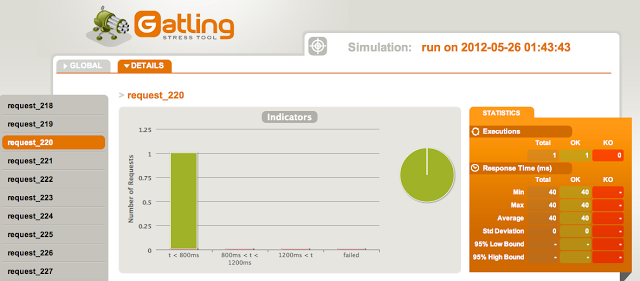 Gatling
STRESS TOOL
Simulation: run on 2012-05-26 01:43:43
GLOBAL
DETAILS
request_218
request_219
request_220
request_221
request_222
request_223
request_224
request_225
request_226
request_227
> request_220
Indicators
Number of Requests
1.25
1
0.75
0.5
0.25
0
t < 800ms
800ms < t <
1200ms
1200ms < t
failed
STATISTICS
Executions
Total OK KO
1 1 0
Response Time (ms)
Total OK KO
Min 40 40 -
Max 40 40 -
Average 40 40 -
Std Deviation 0 0 -
95% Low Bound - - -
95% High Bound - - -